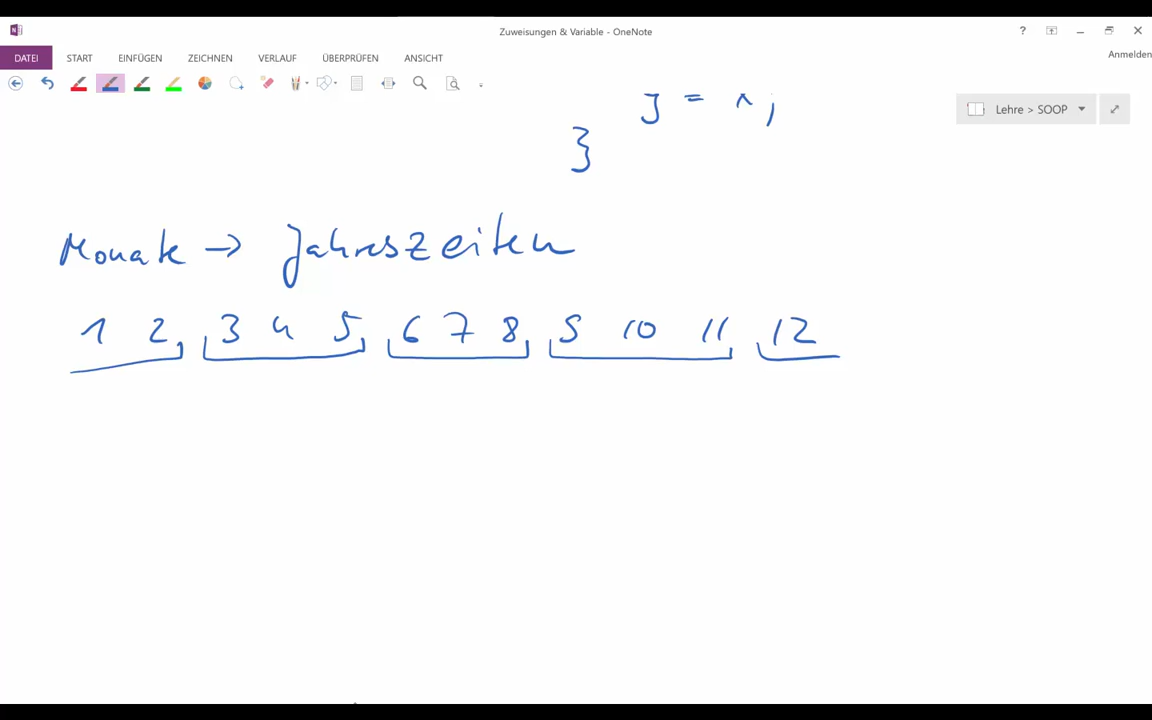 Zuweisungen & Variable - OneNote
?
DATEI START EINFÜGEN ZEICHNEN VERLAUF ÜBERPRÜFEN ANSICHT
Anmelden
Lehre > SOOP
y = x;
}
Monate → Jahreszeiten
1 2 3 4 5 6 7 8 9 10 11 12